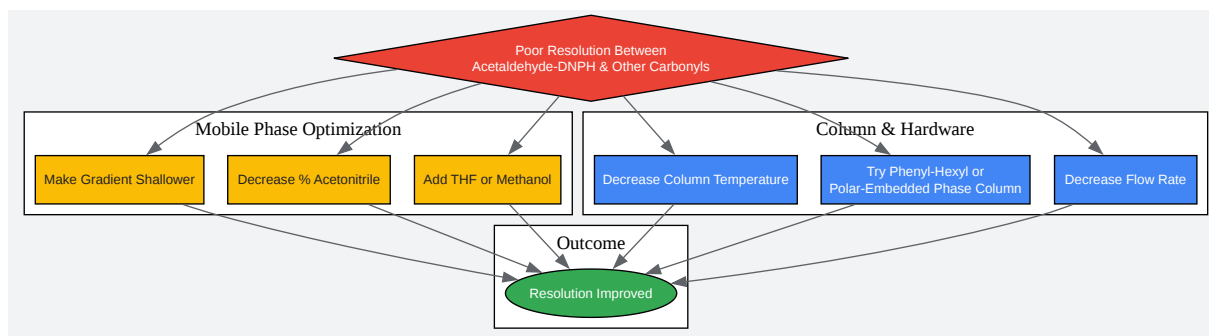 Poor Resolution Between
Acetaldehyde-DNPH & Other Carbonyls
Mobile Phase Optimization
Make Gradient Shallower
Decrease % Acetonitrile
Add THF or Methanol
Column & Hardware
Decrease Column Temperature
Try Phenyl-Hexyl or
Polar-Embedded Phase Column
Decrease Flow Rate
Outcome
Resolution Improved